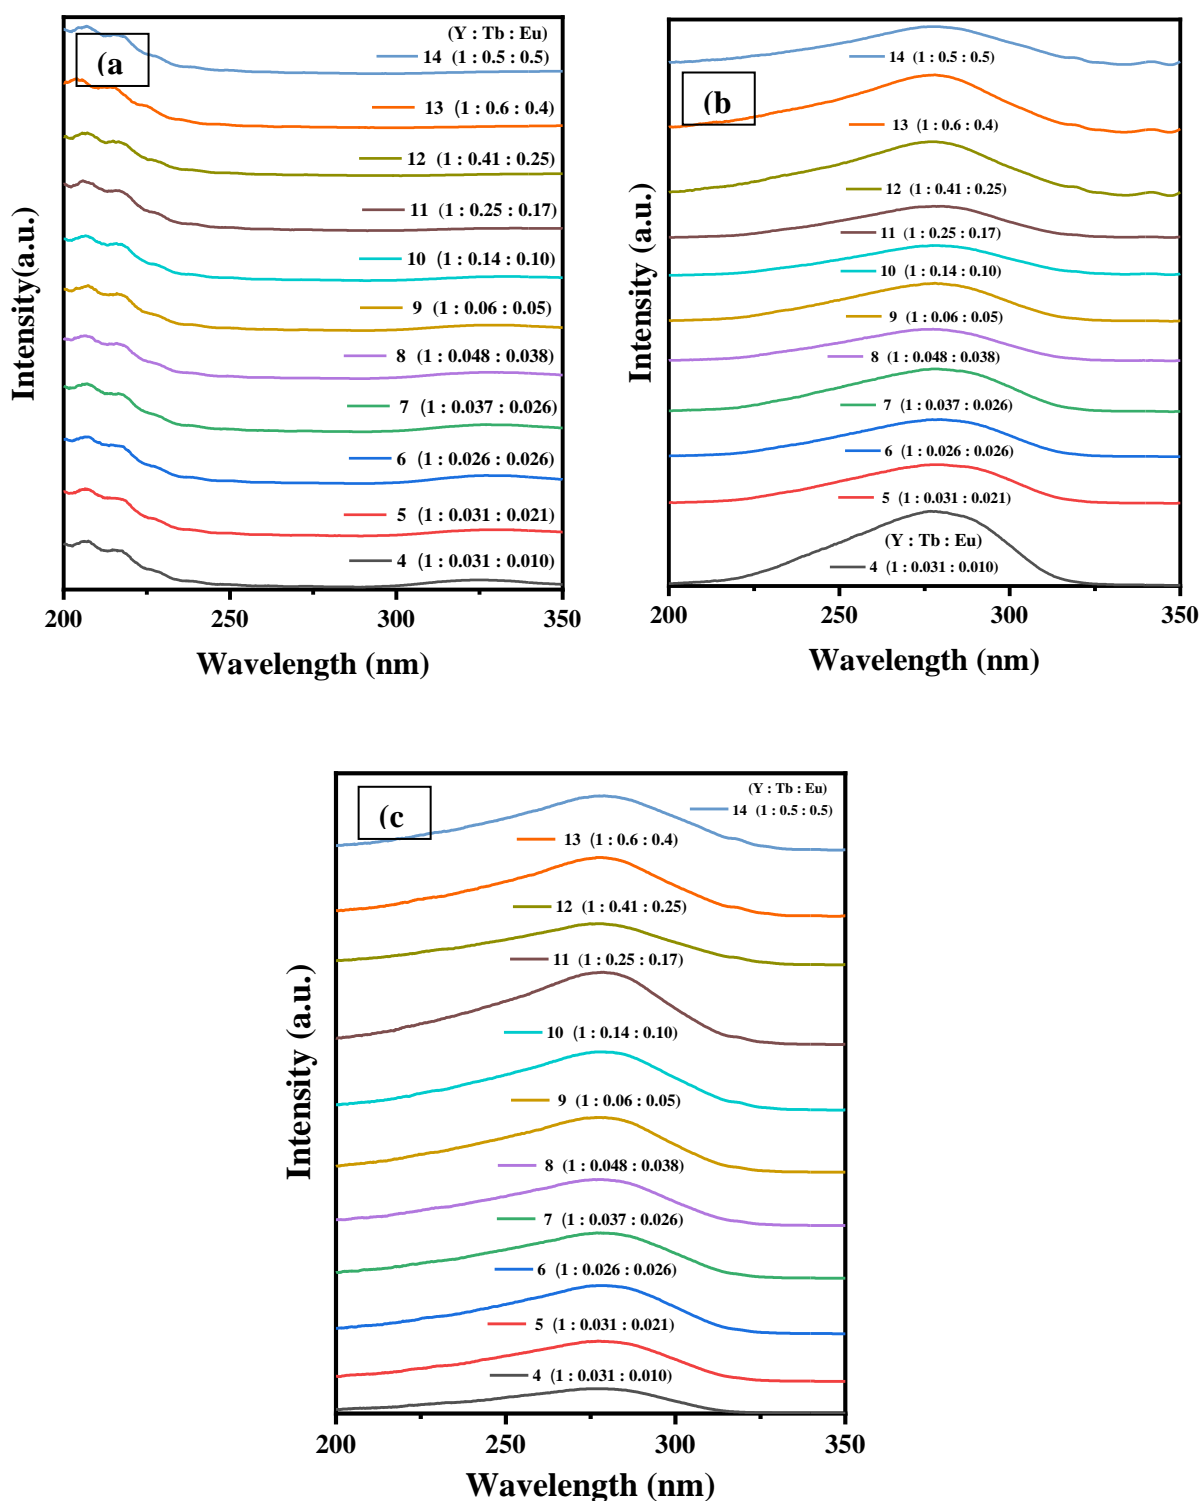 (a
(Y : Tb : Eu)
14 (1 : 0.5 : 0.5)
13 (1 : 0.6 : 0.4)
12 (1 : 0.41 : 0.25)
11 (1 : 0.25 : 0.17)
10 (1 : 0.14 : 0.10)
9 (1 : 0.06 : 0.05)
8 (1 : 0.048 : 0.038)
7 (1 : 0.037 : 0.026)
6 (1 : 0.026 : 0.026)
5 (1 : 0.031 : 0.021)
4 (1 : 0.031 : 0.010)
Intensity(a.u.)
200 250 300 350
Wavelength (nm)
(b
14 (1 : 0.5 : 0.5)
13 (1 : 0.6 : 0.4)
12 (1 : 0.41 : 0.25)
11 (1 : 0.25 : 0.17)
10 (1 : 0.14 : 0.10)
9 (1 : 0.06 : 0.05)
8 (1 : 0.048 : 0.038)
7 (1 : 0.037 : 0.026)
6 (1 : 0.026 : 0.026)
5 (1 : 0.031 : 0.021)
(Y : Tb : Eu)
4 (1 : 0.031 : 0.010)
Intensity (a.u.)
200 250 300 350
Wavelength (nm)
(c
(Y : Tb : Eu)
14 (1 : 0.5 : 0.5)
13 (1 : 0.6 : 0.4)
12 (1 : 0.41 : 0.25)
11 (1 : 0.25 : 0.17)
10 (1 : 0.14 : 0.10)
9 (1 : 0.06 : 0.05)
8 (1 : 0.048 : 0.038)
7 (1 : 0.037 : 0.026)
6 (1 : 0.026 : 0.026)
5 (1 : 0.031 : 0.021)
4 (1 : 0.031 : 0.010)
Intensity (a.u.)
200 250 300 350
Wavelength (nm)